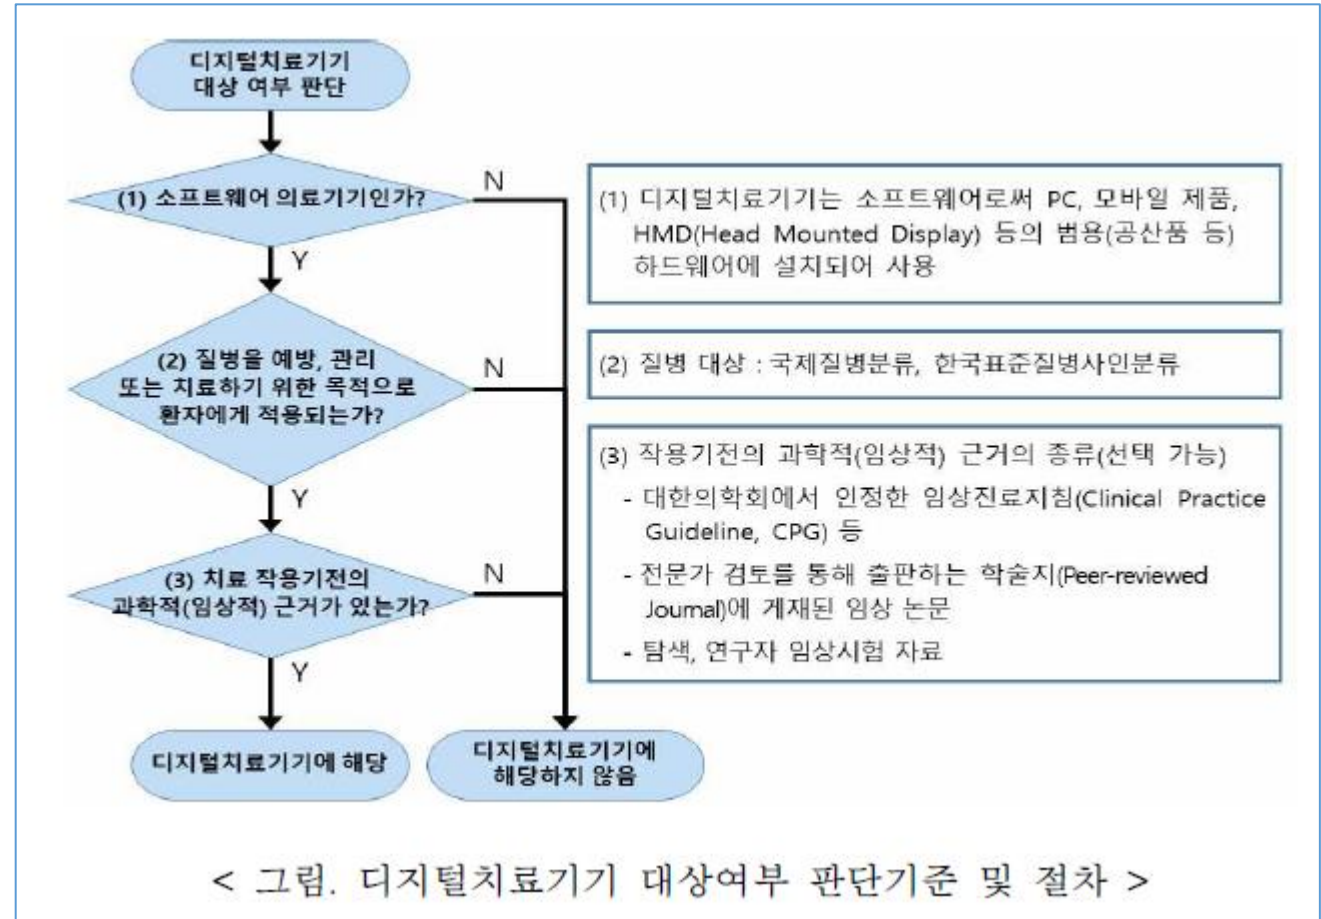 디지털치료기기
대상 여부 판단
(1) 소프트웨어 의료기기인가?
N
Y
(2) 질병을 예방, 관리
또는 치료하기 위한 목적으로
환자에게 적용되는가?
N
Y
(3) 치료 작용기전의
과학적(임상적) 근거가 있는가?
N
Y
디지털치료기기에 해당
디지털치료기기에
해당하지 않음
(1) 디지털치료기기는 소프트웨어로써 PC, 모바일 제품,
HMD(Head Mounted Display) 등의 범용(공산품 등)
하드웨어에 설치되어 사용
(2) 질병 대상 : 국제질병분류, 한국표준질병사인분류
(3) 작용기전의 과학적(임상적) 근거의 종류(선택 가능)
- 대한의학회에서 인정한 임상진료지침(Clinical Practice
Guideline, CPG) 등
- 전문가 검토를 통해 출판하는 학술지(Peer-reviewed
Journal)에 게재된 임상 논문
- 탐색, 연구자 임상시험 자료
< 그림. 디지털치료기기 대상여부 판단기준 및 절차 >